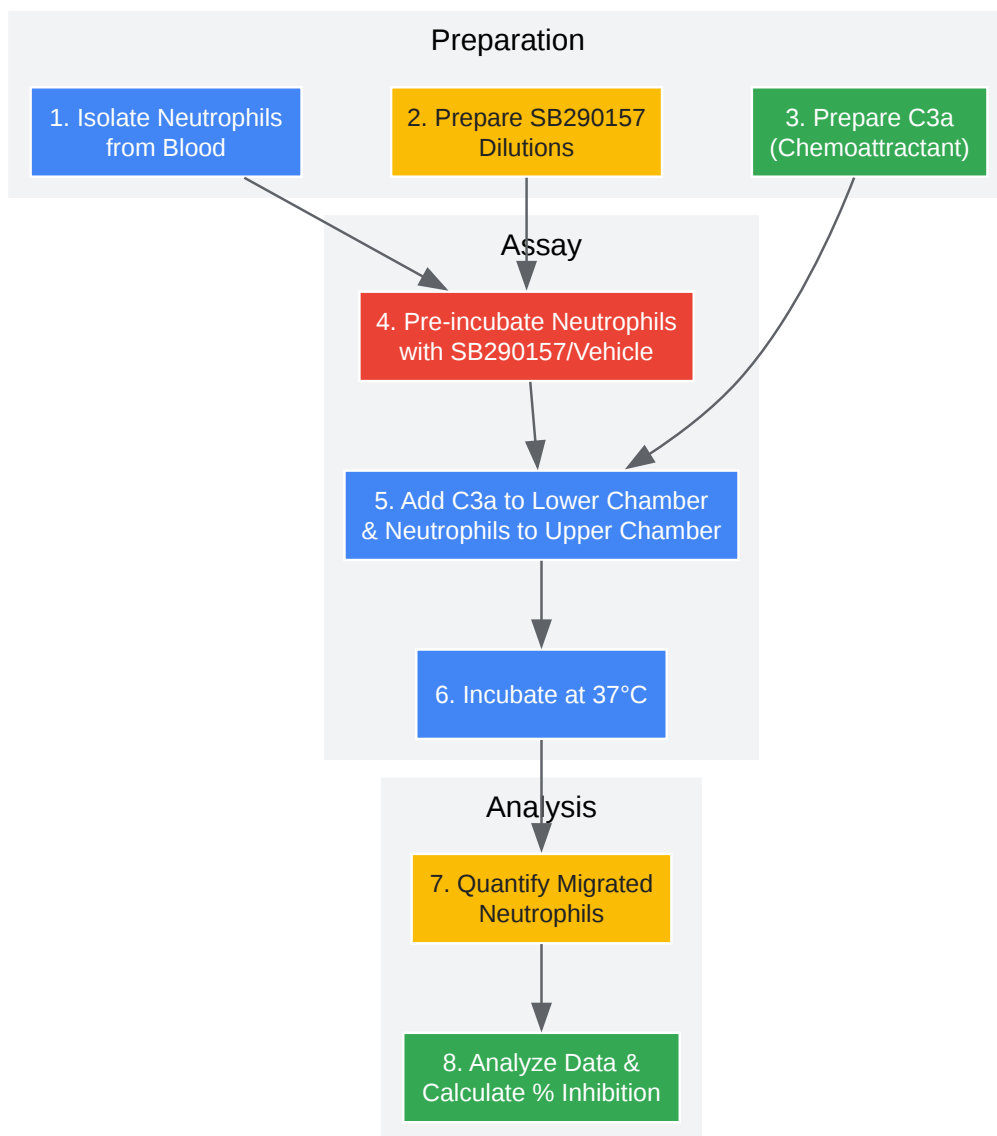 Preparation
1. Isolate Neutrophils
from Blood
2. Prepare SB290157
Dilutions
3. Prepare C3a
(Chemoattractant)
Assay
4. Pre-incubate Neutrophils
with SB290157/Vehicle
5. Add C3a to Lower Chamber
& Neutrophils to Upper Chamber
6. Incubate at 37°C
Analysis
7. Quantify Migrated
Neutrophils
8. Analyze Data &
Calculate % Inhibition